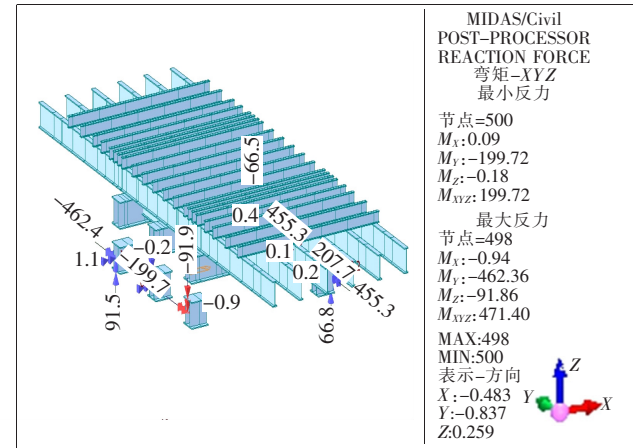 -66.5
-462.4
0.4
455.3
-91.9
-0.2
0.1
207.7
1.1
-199.7
0.2
-455.3
-0.9
91.5
66.8
MIDAS/Civil
POST-PROCESSOR
REACTION FORCE
弯矩-XYZ
最小反力
节点=500
MX:0.09
MY:-199.72
MZ:-0.18
MXYZ:199.72
最大反力
节点=498
MX:-0.94
MY:-462.36
MZ:-91.86
MXYZ:471.40
MAX:498
MIN:500
表示-方向
X:-0.483
Y:-0.837
Z:0.259
Z
Y
X